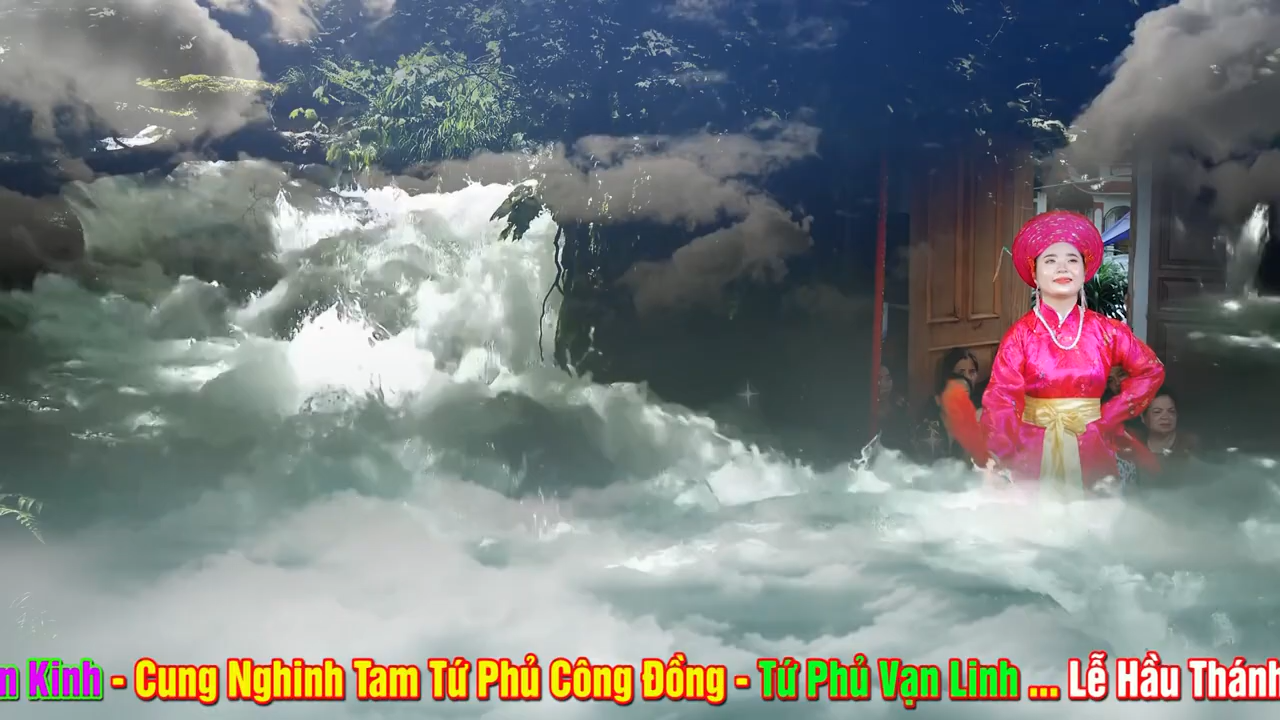 Kinh - Cung Nghinh Tam Tứ Phủ Công Đồng - Tứ Phủ Vạn Linh ... Lễ Hầu Thánh